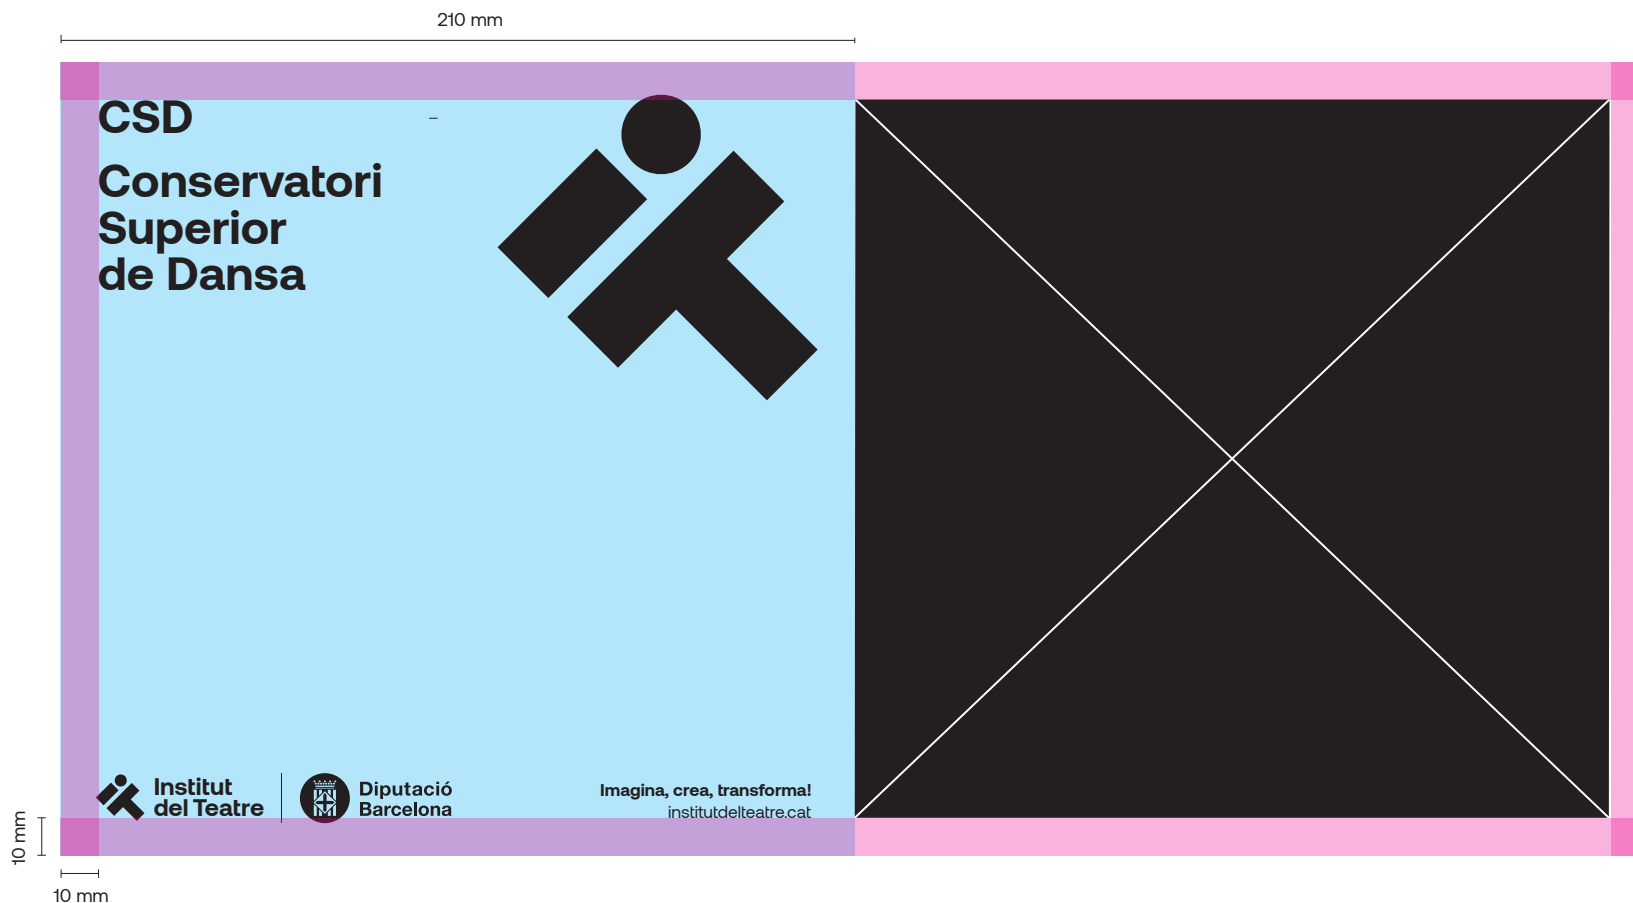 210 mm
CSD
–
Conservatori
Superior
de Dansa
Institut
del Teatre
Diputació
Barcelona
Imagina, crea, transforma!
institutdelteatre.cat
10 mm
10 mm